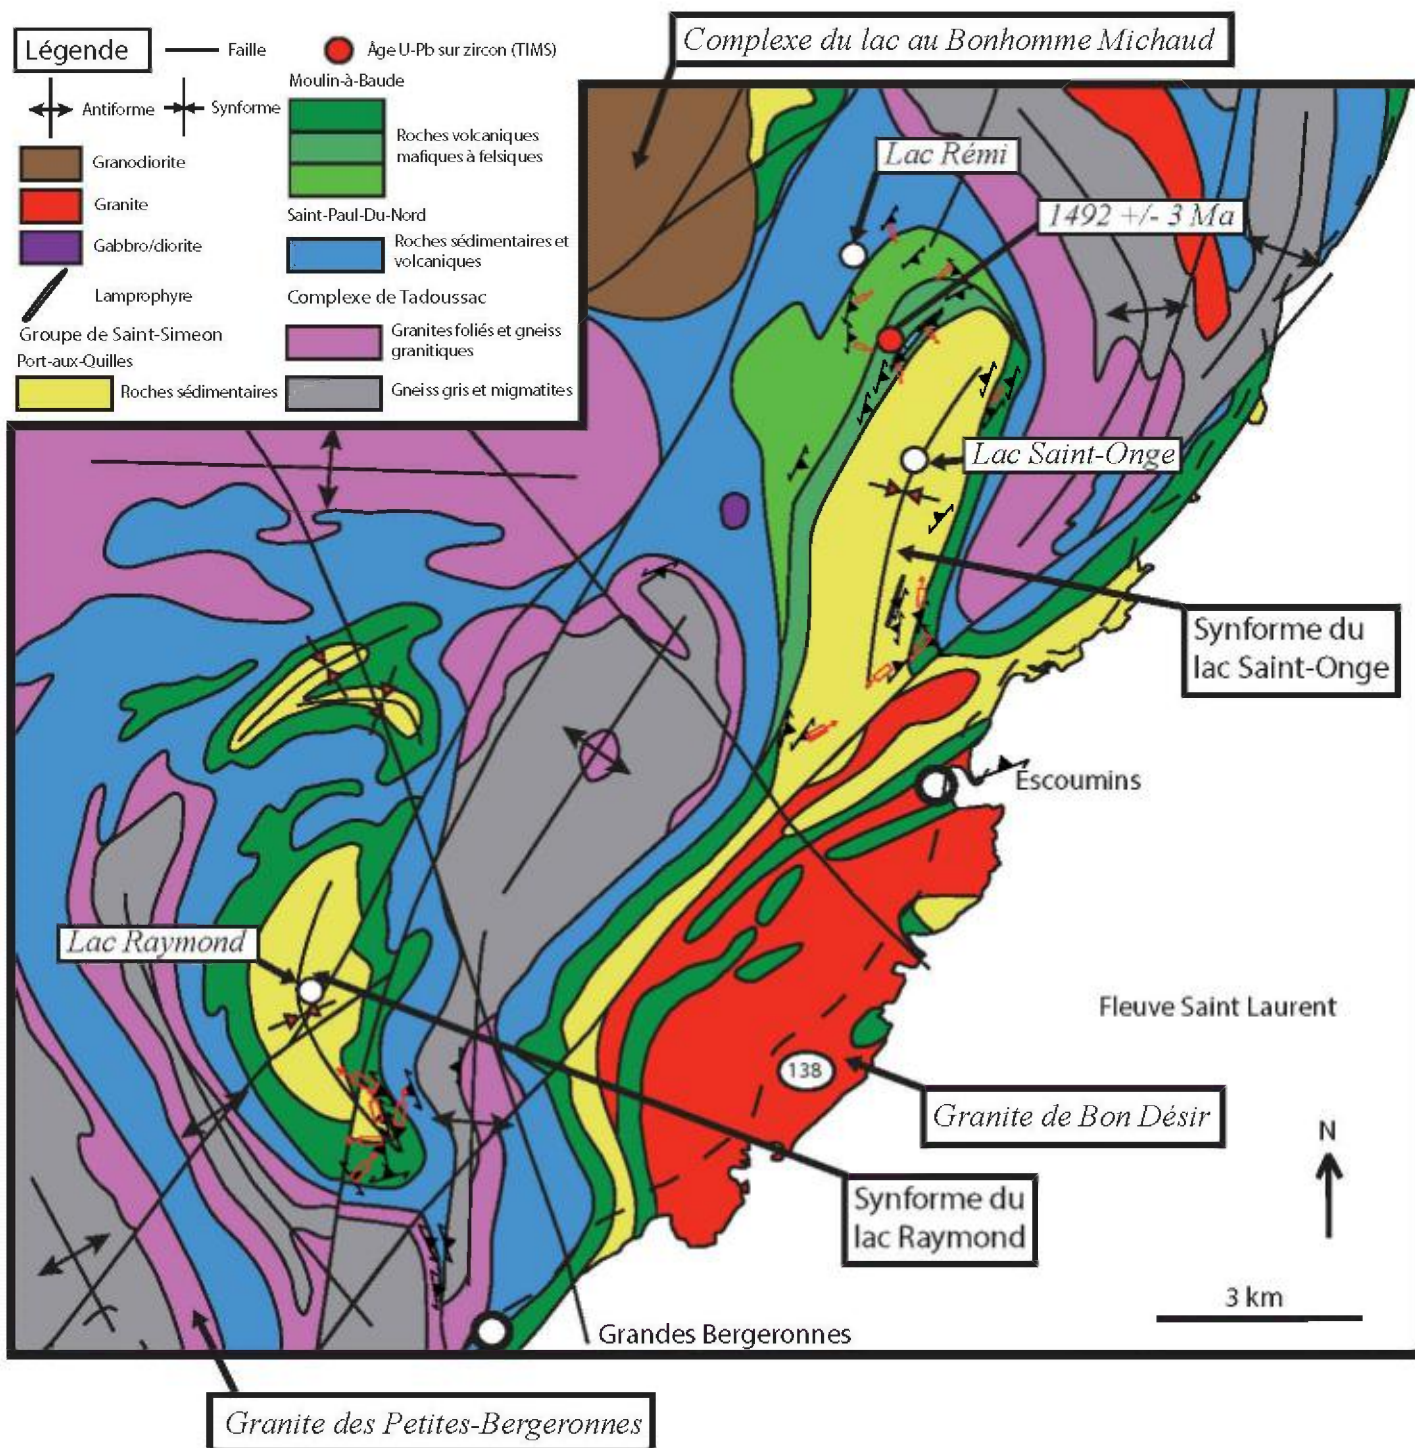 Légende
Faille
Âge U-Pb sur zircon (TIMS)
Antiforme
Synforme
Granodiorite
Granite
Gabbro/diorite
Lamprophyre
Groupe de Saint-Simeon
Port-aux-Quilles
Roches sédimentaires
Moulin-à-Baude
Roches volcaniques
mafiques à felsiques
Saint-Paul-Du-Nord
Roches sédimentaires et
volcaniques
Complexe de Tadoussac
Granites foliés et gneiss
granitiques
Gneiss gris et migmatites
Complexe du lac au Bonhomme Michaud
Lac Rémi
1492 +/- 3 Ma
Lac Saint-Onge
Synforme du
lac Saint-Onge
Escoumins
Lac Raymond
Fleuve Saint Laurent
138
Granite de Bon Désir
Synforme du
lac Raymond
N
3 km
Grandes Bergeronnes
Granite des Petites-Bergeronnes